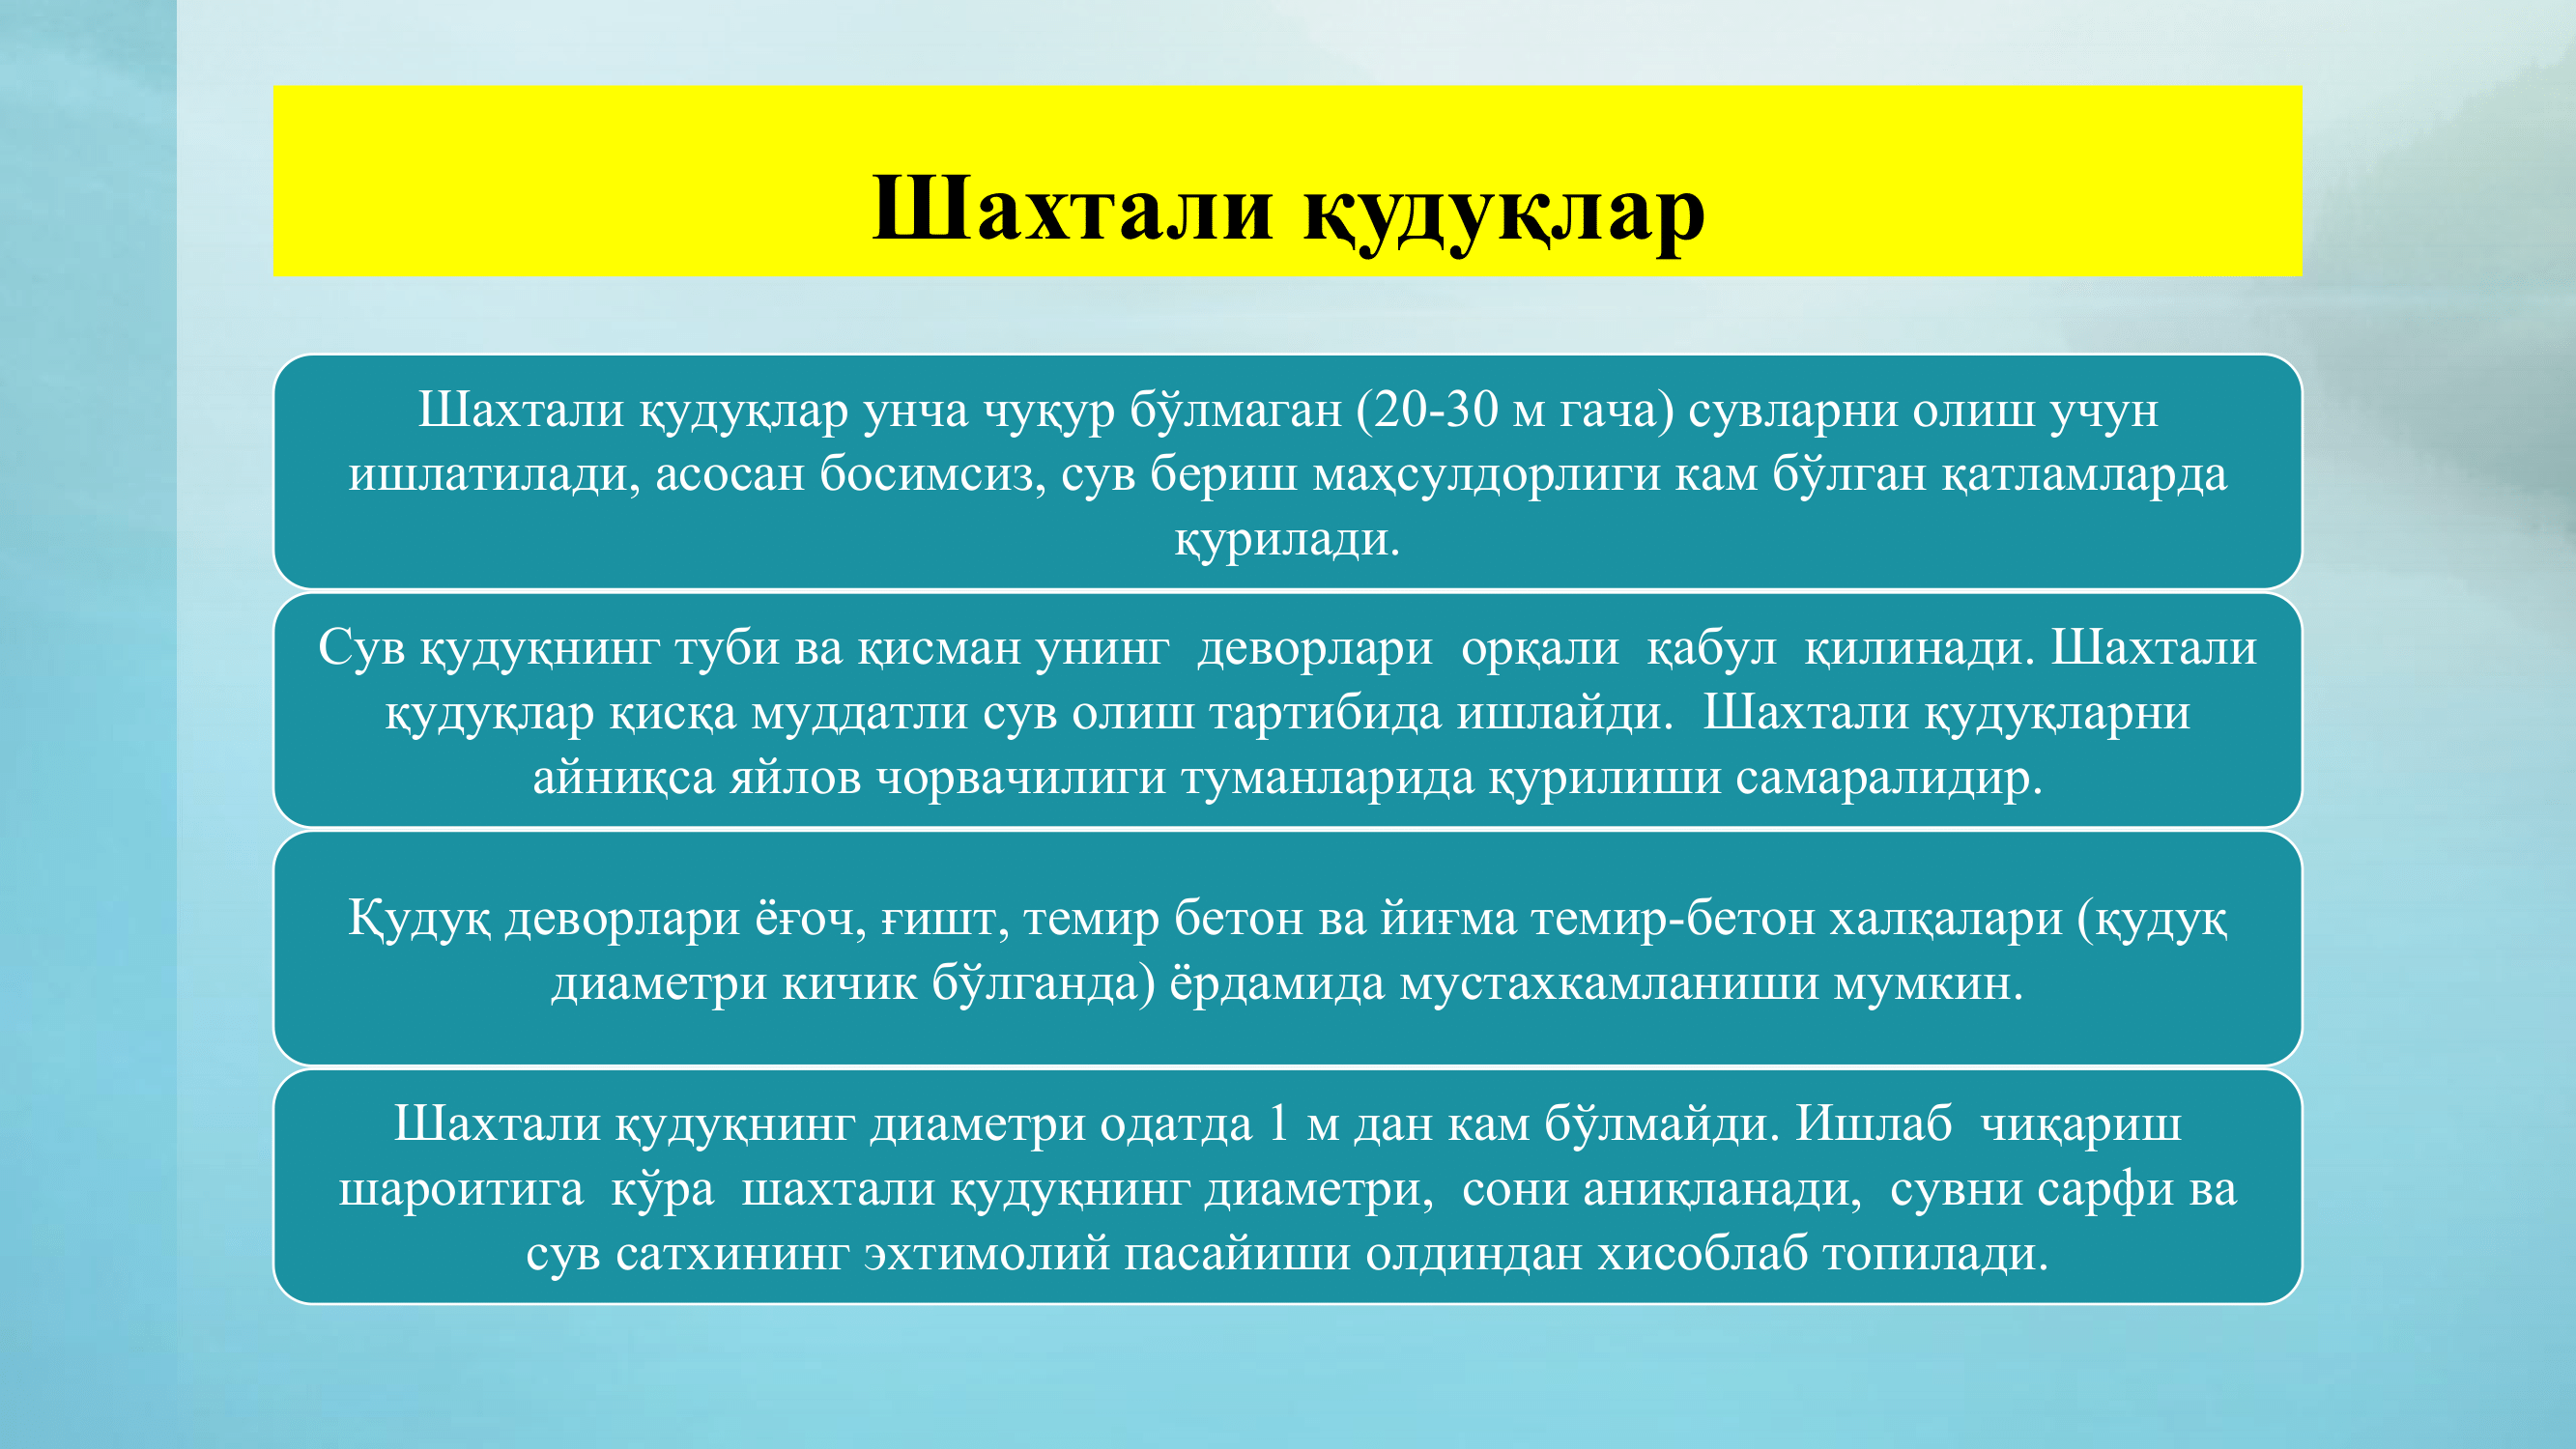 Шахтали қудуқлар
Шахтали қудуқлар унча чуқур бўлмаган (20-30 м гача) сувларни олиш учун
ишлатилади, асосан босимсиз, сув бериш маҳсулдорлиги кам бўлган қатламларда
қурилади.
Сув қудуқнинг туби ва қисман унинг  деворлари  орқали  қабул  қилинади. Шахтали
қудуқлар қисқа муддатли сув олиш тартибида ишлайди.  Шахтали қудуқларни
айниқса яйлов чорвачилиги туманларида қурилиши самаралидир.
Қудуқ деворлари ёғоч, ғишт, темир бетон ва йиғма темир-бетон халқалари (қудуқ
диаметри кичик бўлганда) ёрдамида мустахкамланиши мумкин.
Шахтали қудуқнинг диаметри одатда 1 м дан кам бўлмайди. Ишлаб  чиқариш
шароитига  кўра  шахтали қудуқнинг диаметри,  сони аниқланади,  сувни сарфи ва
сув сатхининг эхтимолий пасайиши олдиндан хисоблаб топилади.